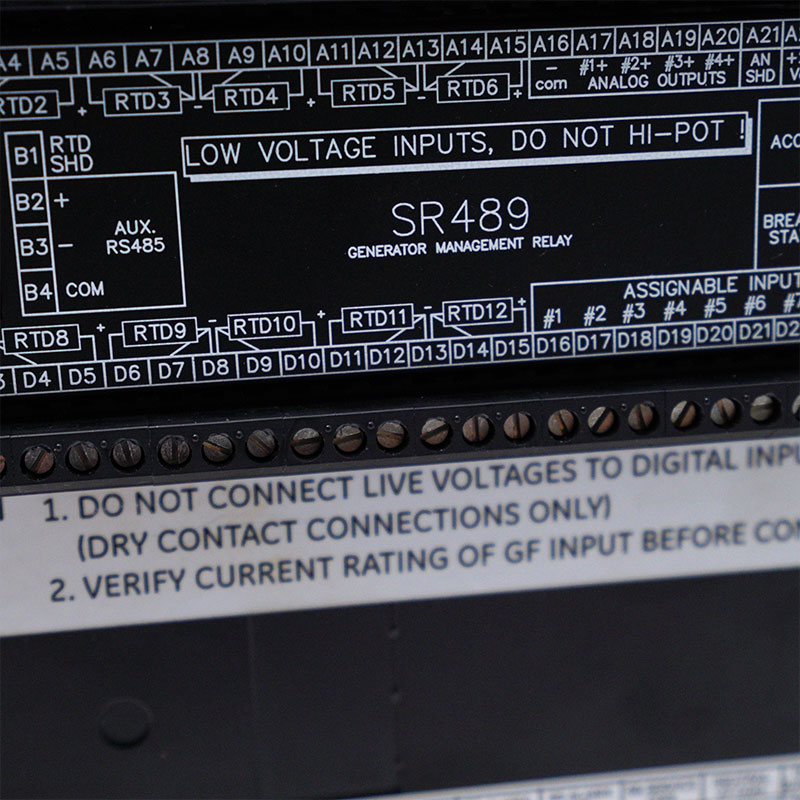 A4 A5 A6 A7 A8 A9 A10 A11 A12 A13 A14 A15 A16 A17 A18 A19 A20 A21
RTD2 + RTD3 - RTD4 + RTD5 - RTD6 + - com #1+ #2+ #3+ #4+ AN SHD
ANALOG OUTPUTS
B1 RTD SHD
LOW VOLTAGE INPUTS, DO NOT HI-POT !
B2 +
B3 -
AUX.
RS485
B4 COM
SR489
GENERATOR MANAGEMENT RELAY
ASSIGNABLE
RTD8 + RTD9 - RTD10 + RTD11 - RTD12 + #1 #2 #3 #4 #5 #6
D4 D5 D6 D7 D8 D9 D10 D11 D12 D13 D14 D15 D16 D17 D18 D19 D20 D21
1. DO NOT CONNECT LIVE VOLTAGES TO DIGITAL
(DRY CONTACT CONNECTIONS ONLY)
2. VERIFY CURRENT RATING OF GF INPUT BEFORE